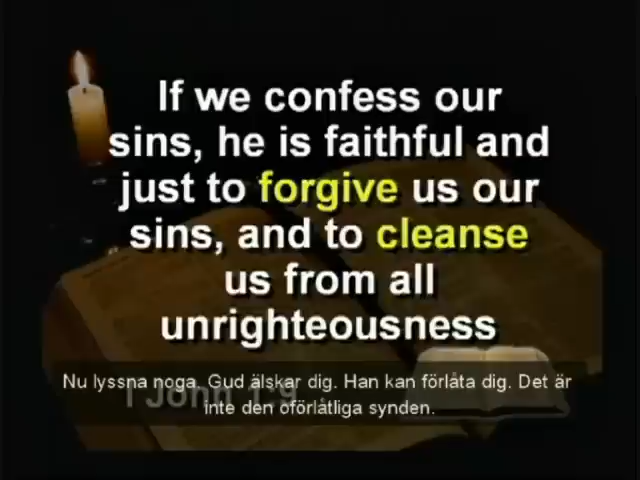 If we confess our
sins, he is faithful and
just to forgive us our
sins, and to cleanse
us from all
unrighteousness
I John 1:9
Nu lyssna noga. Gud älskar dig. Han kan förlåta dig. Det är
inte den oförlåtliga synden.